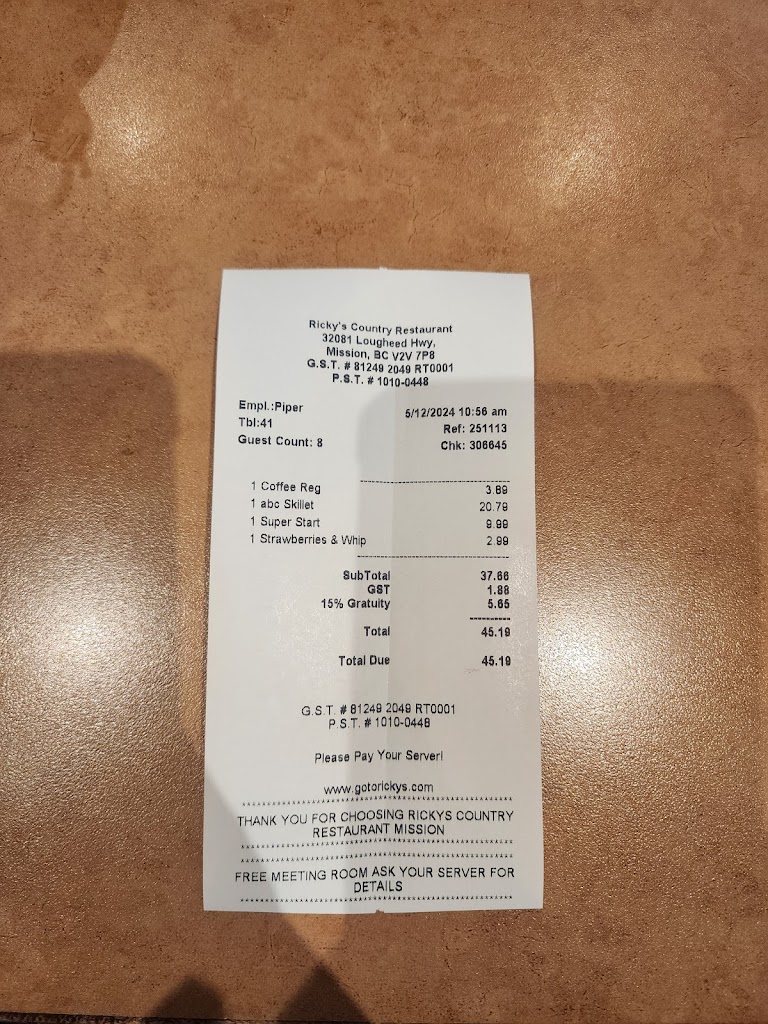 Ricky's Country Restaurant
32081 Lougheed Hwy,
Mission, BC V2V 7P8
G.S.T. # 81249 2049 RT0001
P.S.T. # 1010-0448
Empl.:Piper 5/12/2024 10:56 am
Tbl:41 Ref: 251113
Guest Count: 8 Chk: 306645
1 Coffee Reg 3.89
1 abc Skillet 20.79
1 Super Start 9.99
1 Strawberries & Whip 2.99
SubTotal 37.66
GST 1.88
15% Gratuity 5.65
Total 45.19
Total Due 45.19
G.S.T. # 81249 2049 RT0001
P.S.T. # 1010-0448
Please Pay Your Server!
www.gotorickys.com
THANK YOU FOR CHOOSING RICKYS COUNTRY
RESTAURANT MISSION
FREE MEETING ROOM ASK YOUR SERVER FOR
DETAILS